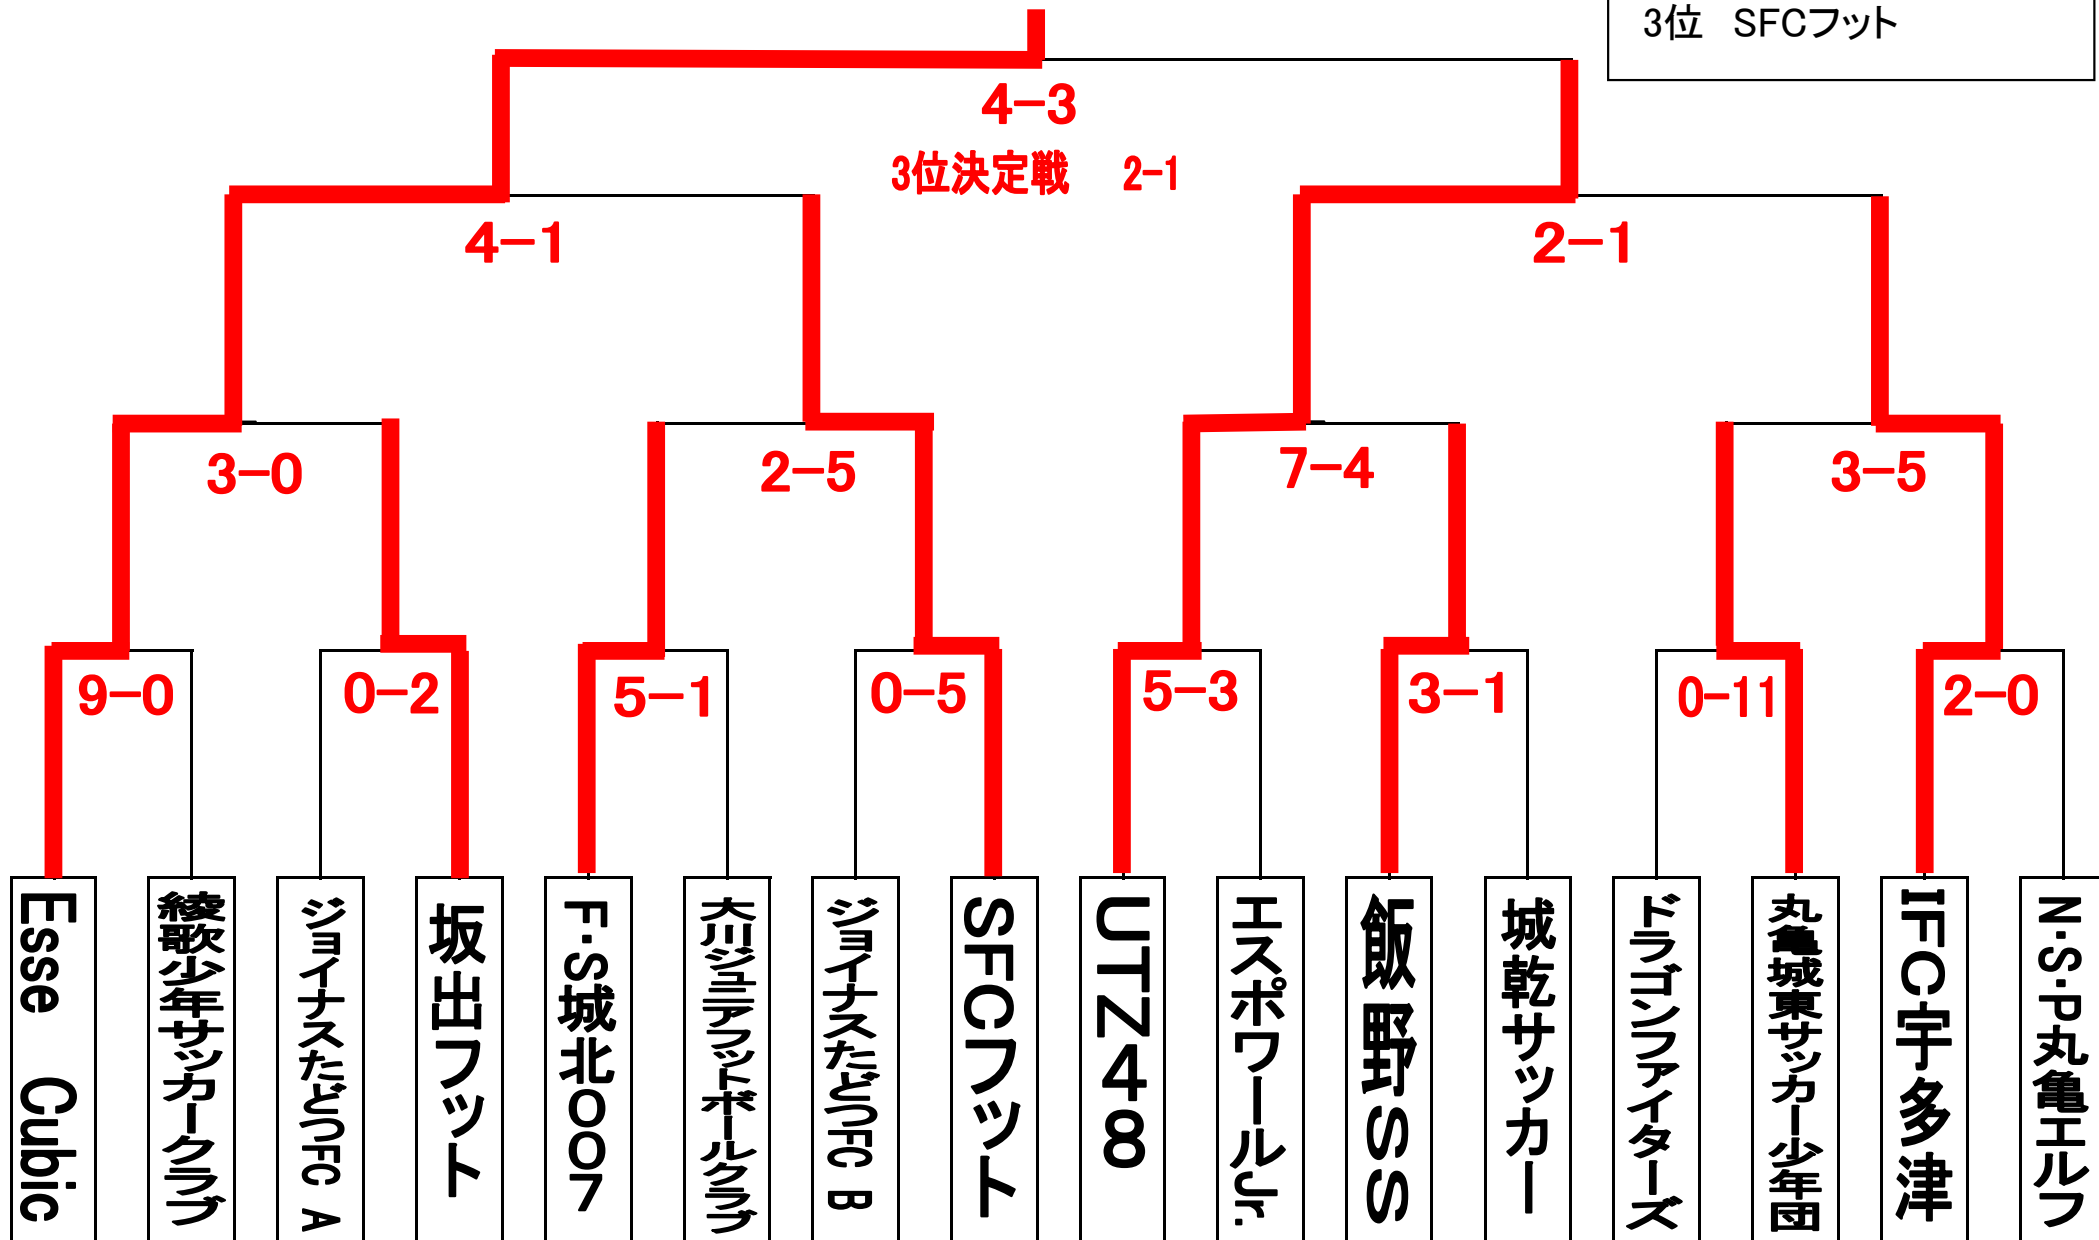 3位 SFCフット
4-3
3位決定戦 2-1
4-1
2-1
3-0
2-5
7-4
3-5
9-0
0-2
5-1
0-5
5-3
3-1
0-11
2-0
Esse Cubic
綾歌少年サッカークラブ
ジョイナスたどつFC A
坂出フット
F・S城北007
大川ジュニアフットボールクラブ
ジョイナスたどつFC B
SFCフット
UTZ48
エスポワールJr.
飯野SS
城乾サッカー
ドラゴンファイターズ
丸亀城東サッカー少年団
IFC宇多津
N・S・P丸亀エルフ